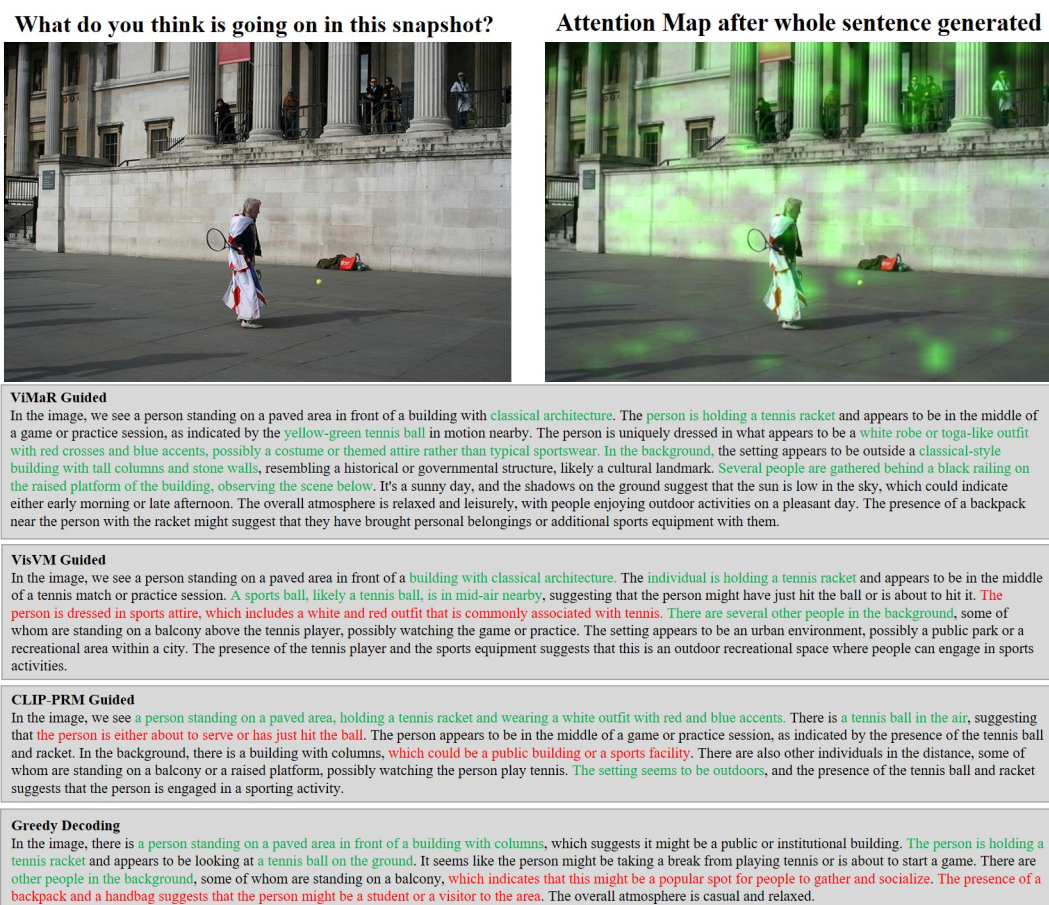 What do you think is going on in this snapshot?
Attention Map after whole sentence generated
ViMaR Guided
In the image, we see a person standing on a paved area in front of a building with classical architecture. The person is holding a tennis racket and appears to be in the middle of
a game or practice session, as indicated by the yellow-green tennis ball in motion nearby. The person is uniquely dressed in what appears to be a white robe or toga-like outfit
with red crosses and blue accents, possibly a costume or themed attire rather than typical sportswear. In the background, the setting appears to be outside a classical-style
building with tall columns and stone walls, resembling a historical or governmental structure, likely a cultural landmark. Several people are gathered behind a black railing on
the raised platform of the building, observing the scene below. It's a sunny day, and the shadows on the ground suggest that the sun is low in the sky, which could indicate
either early morning or late afternoon. The overall atmosphere is relaxed and leisurely, with people enjoying outdoor activities on a pleasant day. The presence of a backpack
near the person with the racket might suggest that they have brought personal belongings or additional sports equipment with them.
VisVM Guided
In the image, we see a person standing on a paved area in front of a building with classical architecture. The individual is holding a tennis racket and appears to be in the middle
of a tennis match or practice session. A sports ball, likely a tennis ball, is in mid-air nearby, suggesting that the person might have just hit the ball or is about to hit it. The
person is dressed in sports attire, which includes a white and red outfit that is commonly associated with tennis. There are several other people in the background, some of
whom are standing on a balcony above the tennis player, possibly watching the game or practice. The setting appears to be an urban environment, possibly a public park or a
recreational area within a city. The presence of the tennis player and the sports equipment suggests that this is an outdoor recreational space where people can engage in sports
activities.
CLIP-PRM Guided
In the image, we see a person standing on a paved area, holding a tennis racket and wearing a white outfit with red and blue accents. There is a tennis ball in the air, suggesting
that the person is either about to serve or has just hit the ball. The person appears to be in the middle of a game or practice session, as indicated by the presence of the tennis ball
and racket. In the background, there is a building with columns, which could be a public building or a sports facility. There are also other individuals in the distance, some of
whom are standing on a balcony or a raised platform, possibly watching the person play tennis. The setting seems to be outdoors, and the presence of the tennis ball and racket
suggests that the person is engaged in a sporting activity.
Greedy Decoding
In the image, there is a person standing on a paved area in front of a building with columns, which suggests it might be a public or institutional building. The person is holding a
tennis racket and appears to be looking at a tennis ball on the ground. It seems like the person might be taking a break from playing tennis or is about to start a game. There are
other people in the background, some of whom are standing on a balcony, which indicates that this might be a popular spot for people to gather and socialize. The presence of a
backpack and a handbag suggests that the person might be a student or a visitor to the area. The overall atmosphere is casual and relaxed.